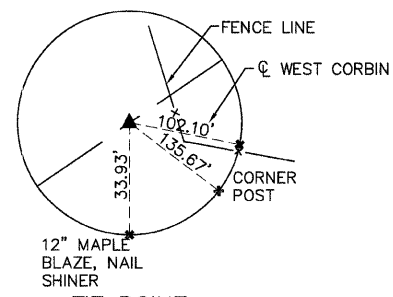 FENCE LINE
℄ WEST CORBIN
102.10'
135.67'
33.93'
CORNER
POST
12" MAPLE
BLAZE, NAIL
SHINER